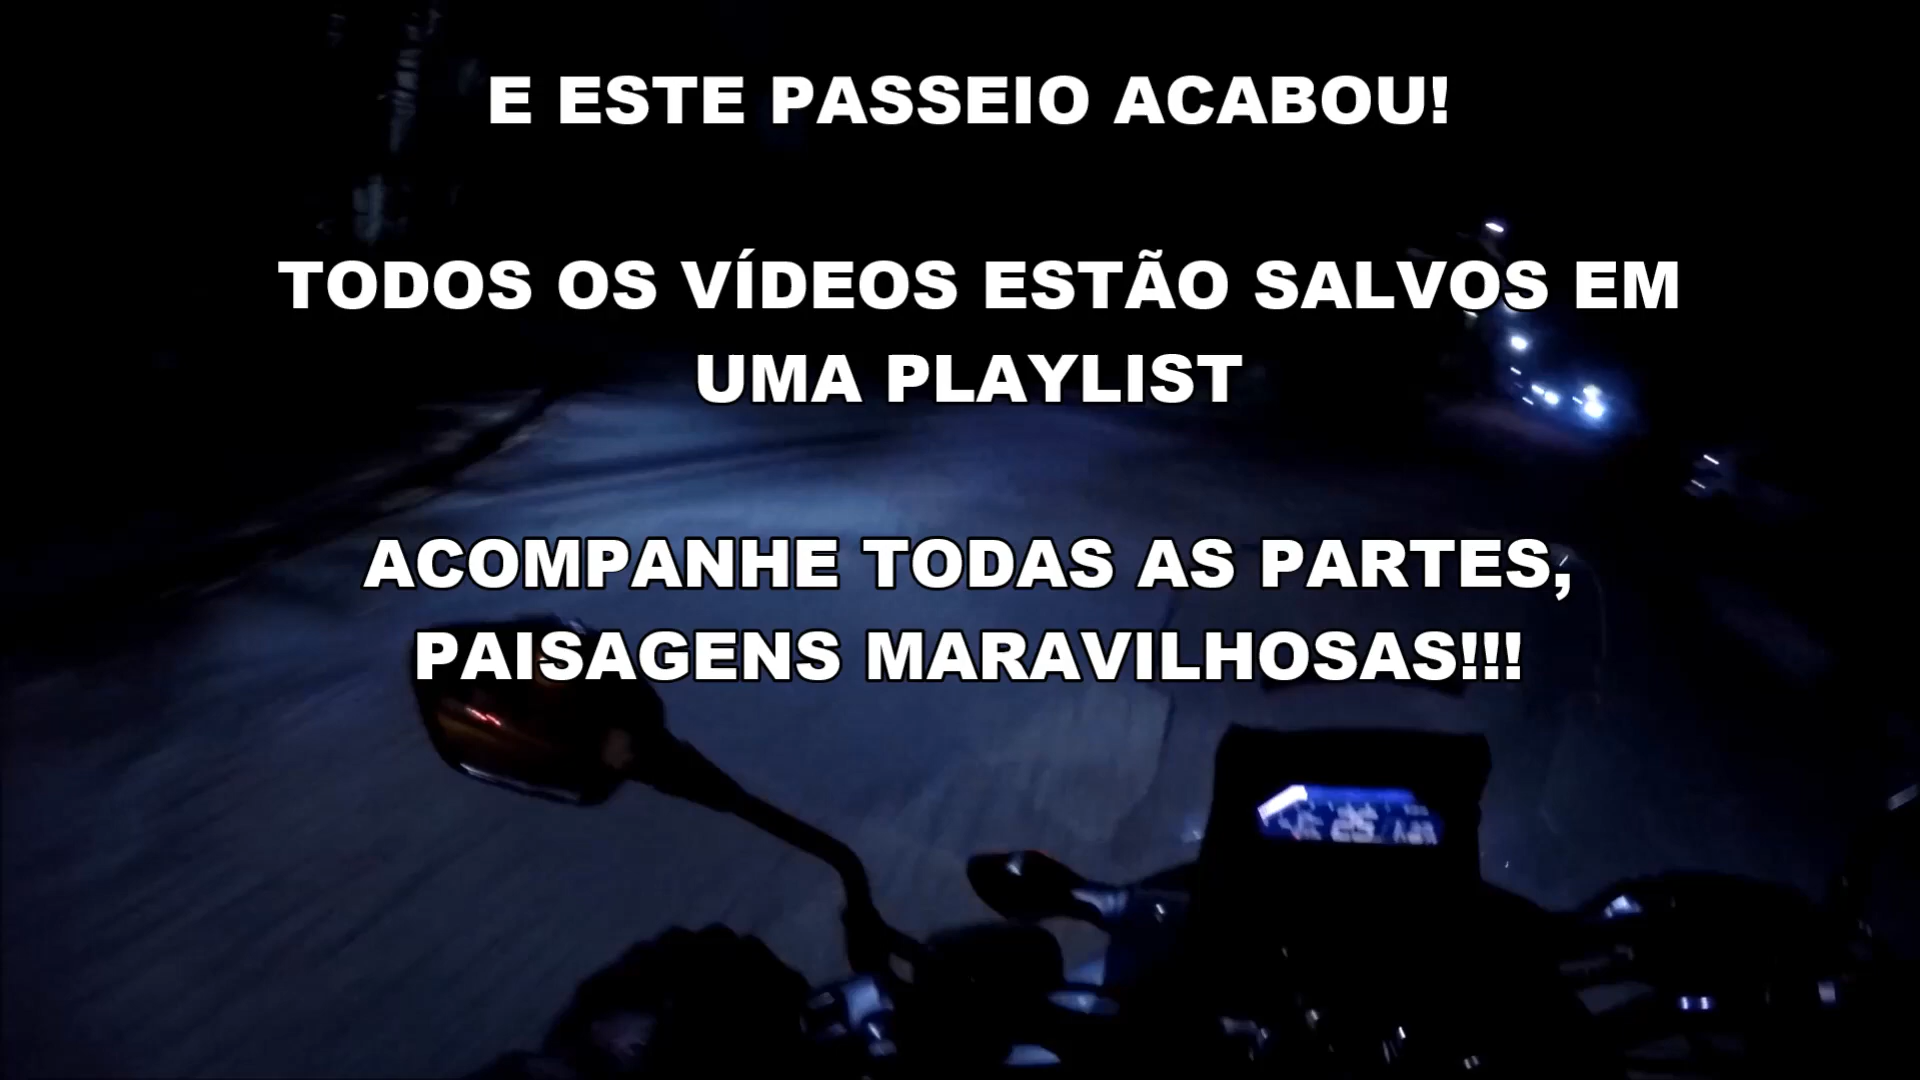 E ESTE PASSEIO ACABOU!
TODOS OS VÍDEOS ESTÃO SALVOS EM
UMA PLAYLIST
ACOMPANHE TODAS AS PARTES,
PAISAGENS MARAVILHOSAS!!!